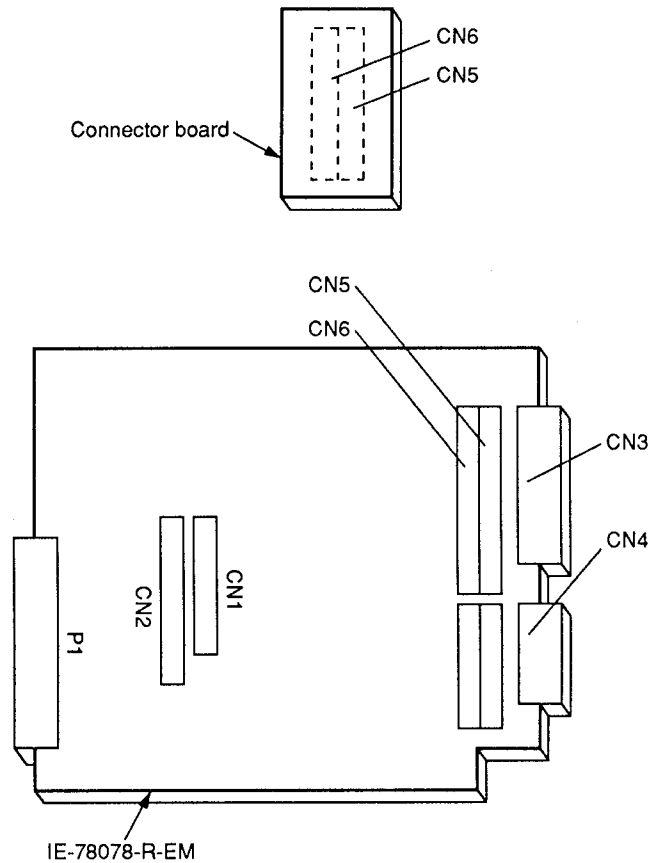 CN6
CN5
Connector board
CN5
CN6
CN3
CN4
CN1
CN2
P1
IE-78078-R-EM